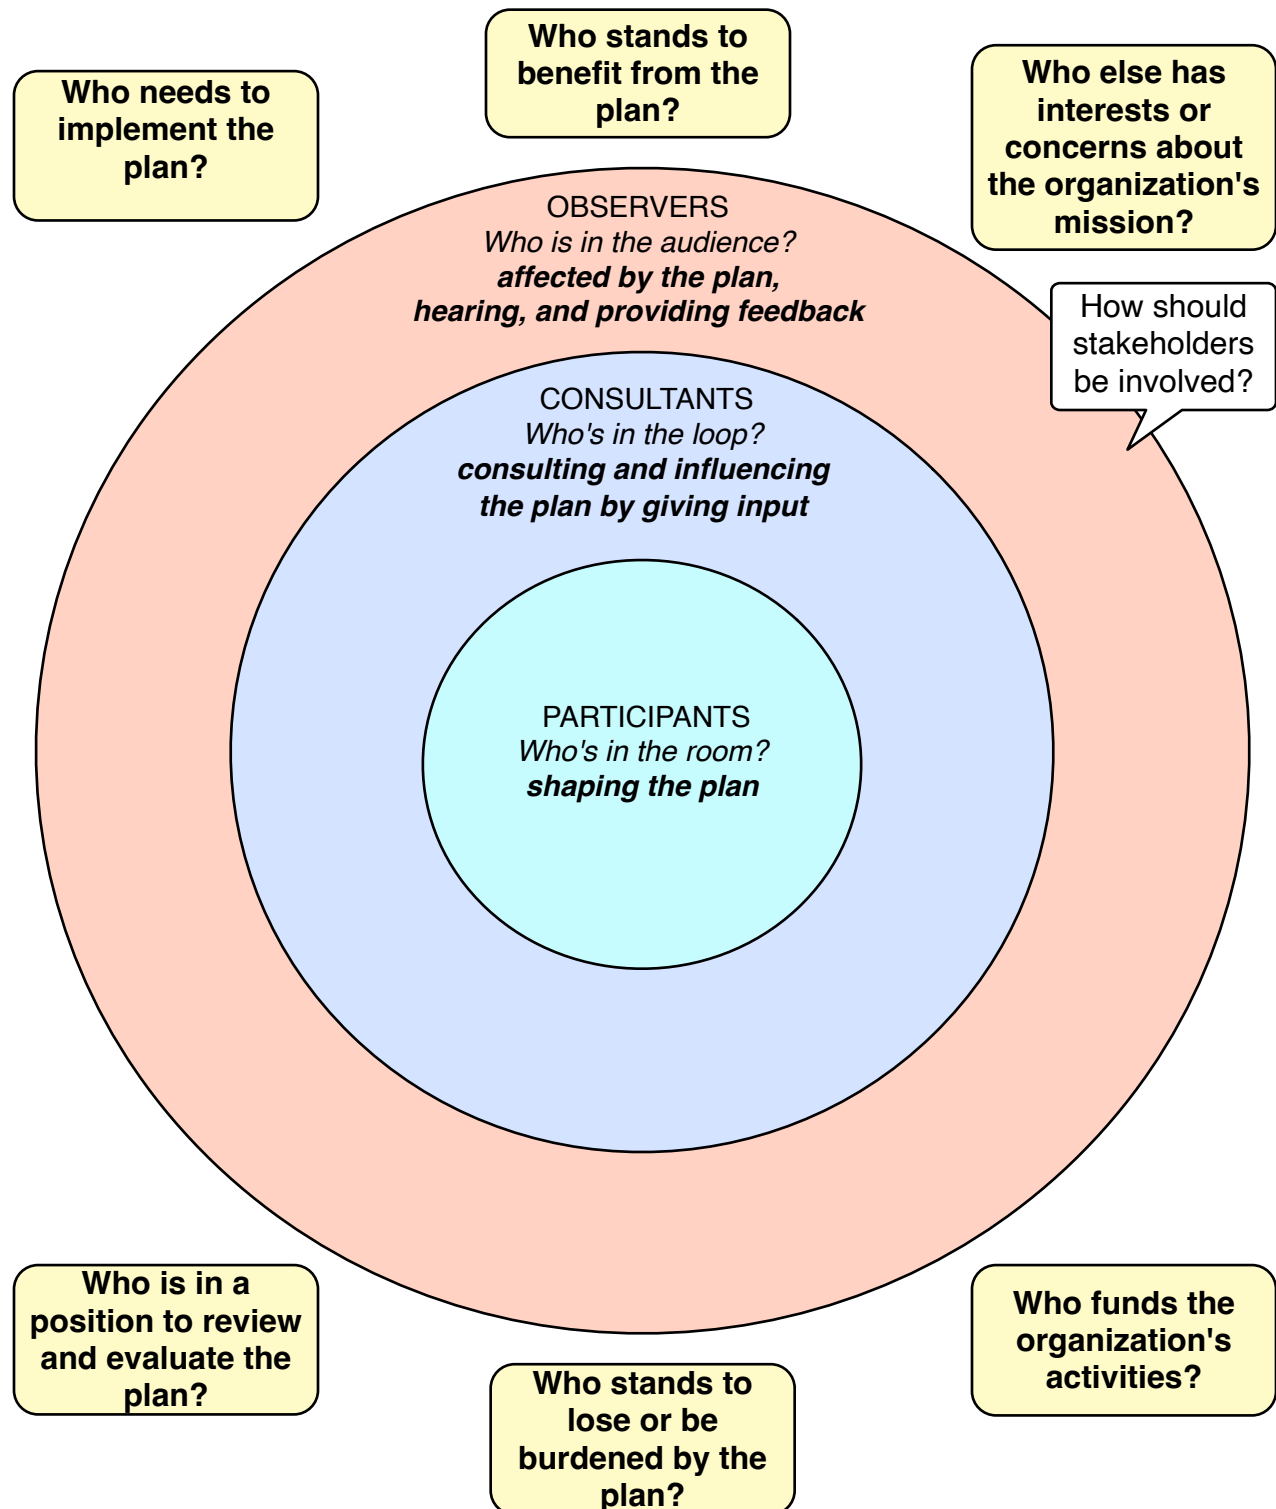 Who stands to
benefit from the
plan?
Who needs to
implement the
plan?
Who else has
interests or
concerns about
the organization's
mission?
OBSERVERS
Who is in the audience?
affected by the plan,
hearing, and providing feedback
How should
stakeholders
be involved?
CONSULTANTS
Who's in the loop?
consulting and influencing
the plan by giving input
PARTICIPANTS
Who's in the room?
shaping the plan
Who is in a
position to review
and evaluate the
plan?
Who funds the
organization's
activities?
Who stands to
lose or be
burdened by the
plan?